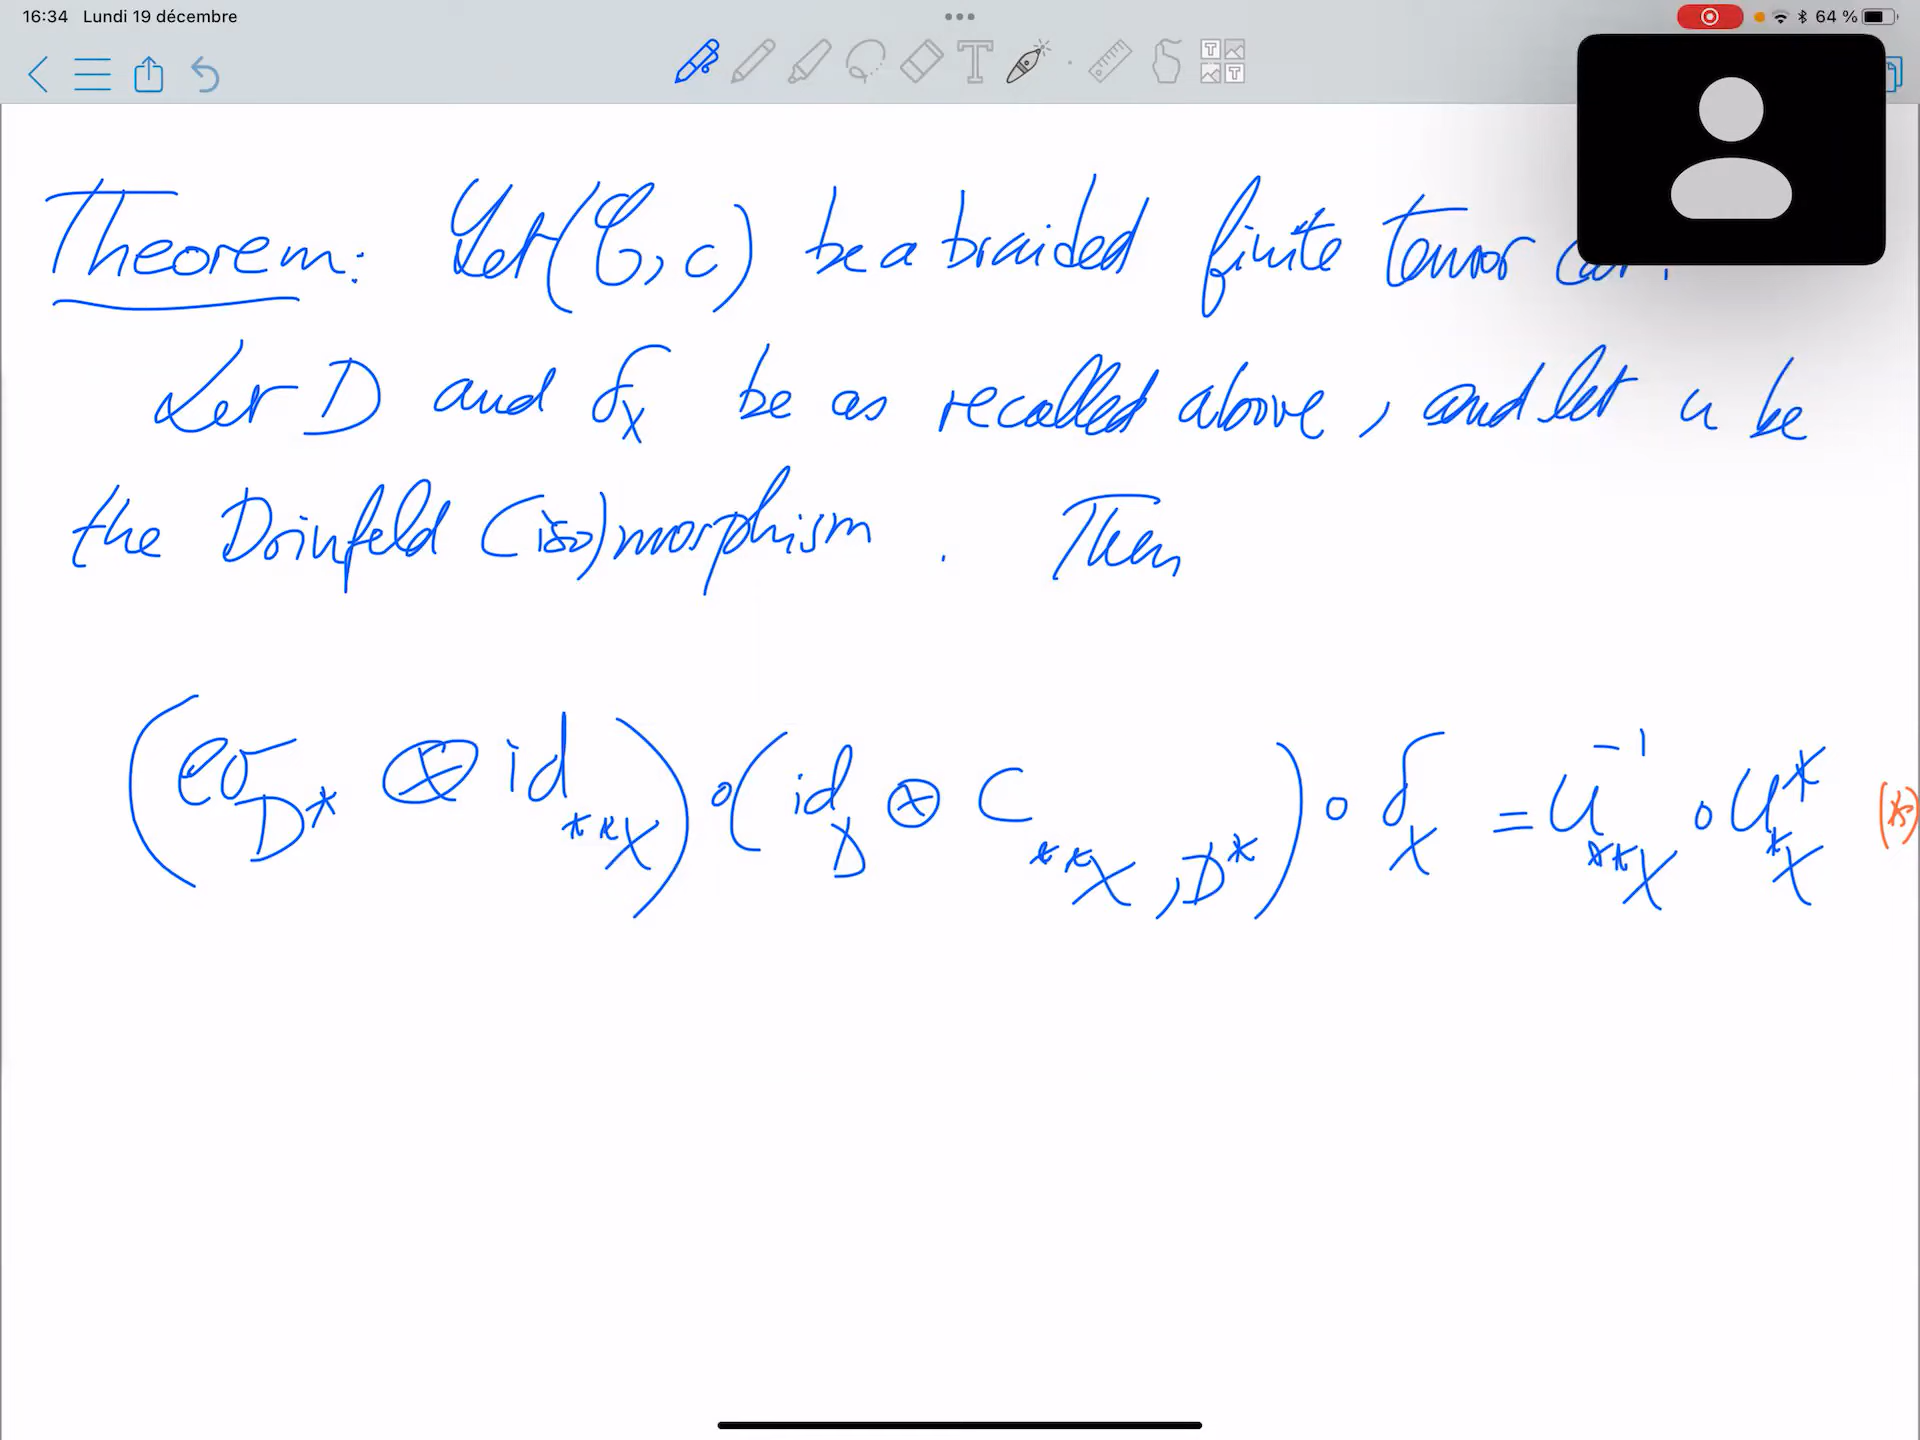 16:34 Lundi 19 décembre
64 %
Theorem: Let (𝒞, c) be a braided finite tensor cat.
Let D and δ_X be as recalled above, and let u be
the Drinfeld (iso)morphism. Then
(ev_{D*} ⊗ id_{**X}) ∘ (id_D ⊗ C_{**X, D*}) ∘ δ_X = u^{-1}_{**X} ∘ u^*_{*X} (*)